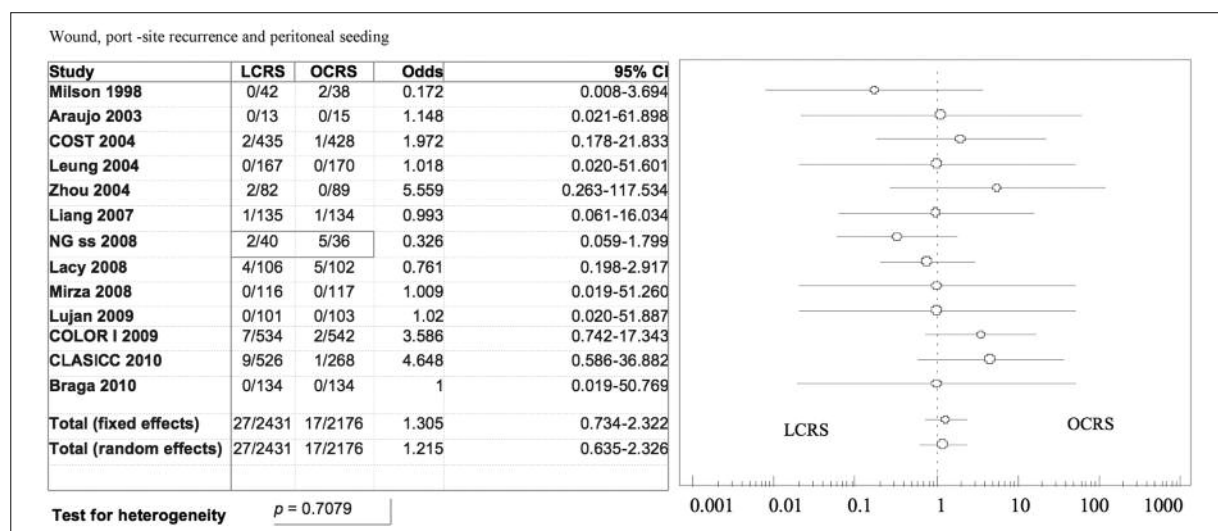 Wound, port -site recurrence and peritoneal seeding
Study LCRS OCRS Odds 95% CI
Milson 1998 0/42 2/38 0.172 0.008-3.694
Araujo 2003 0/13 0/15 1.148 0.021-61.898
COST 2004 2/435 1/428 1.972 0.178-21.833
Leung 2004 0/167 0/170 1.018 0.020-51.601
Zhou 2004 2/82 0/89 5.559 0.263-117.534
Liang 2007 1/135 1/134 0.993 0.061-16.034
NG ss 2008 2/40 5/36 0.326 0.059-1.799
Lacy 2008 4/106 5/102 0.761 0.198-2.917
Mirza 2008 0/116 0/117 1.009 0.019-51.260
Lujan 2009 0/101 0/103 1.02 0.020-51.887
COLOR I 2009 7/534 2/542 3.586 0.742-17.343
CLASICC 2010 9/526 1/268 4.648 0.586-36.882
Braga 2010 0/134 0/134 1 0.019-50.769
Total (fixed effects) 27/2431 17/2176 1.305 0.734-2.322
Total (random effects) 27/2431 17/2176 1.215 0.635-2.326
LCRS OCRS
Test for heterogeneity p = 0.7079
0.001 0.01 0.1 1 10 100 1000